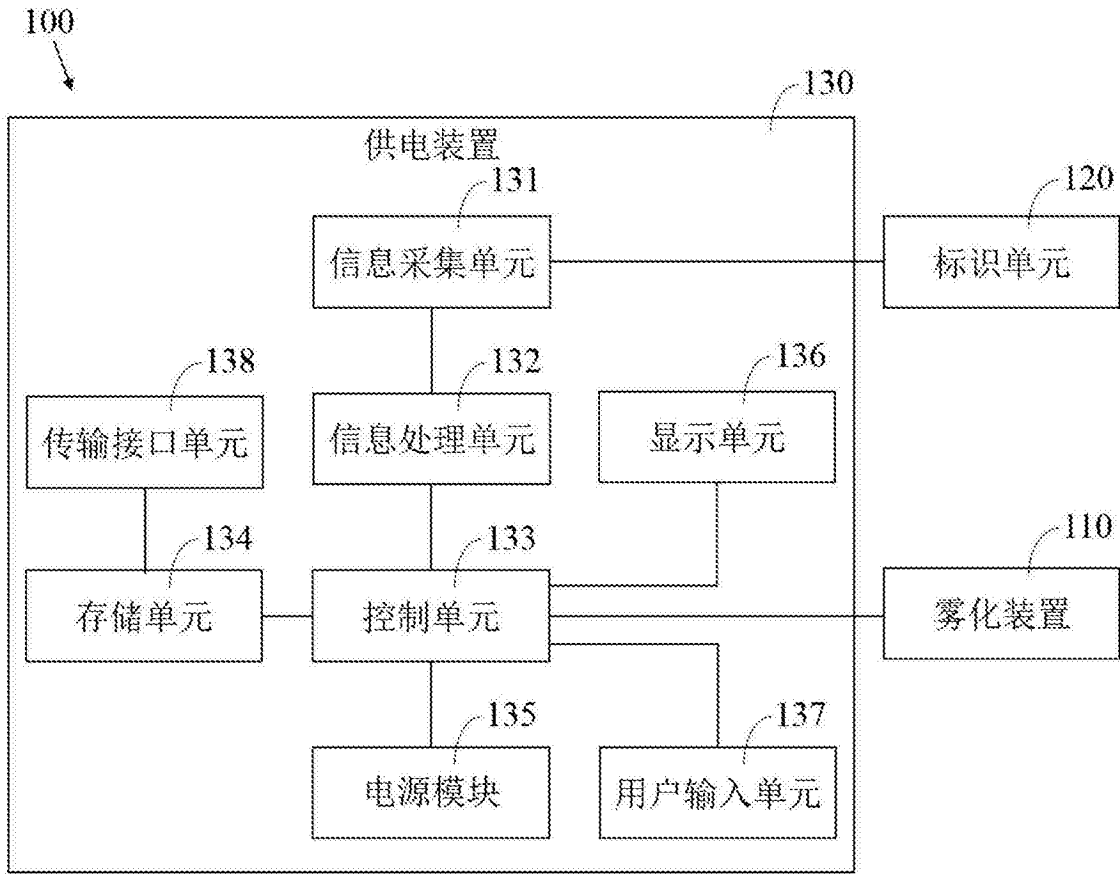 100
130
供电装置
131
120
信息采集单元
标识单元
138
132
136
传输接口单元
信息处理单元
显示单元
134
133
110
存储单元
控制单元
雾化装置
135
137
电源模块
用户输入单元